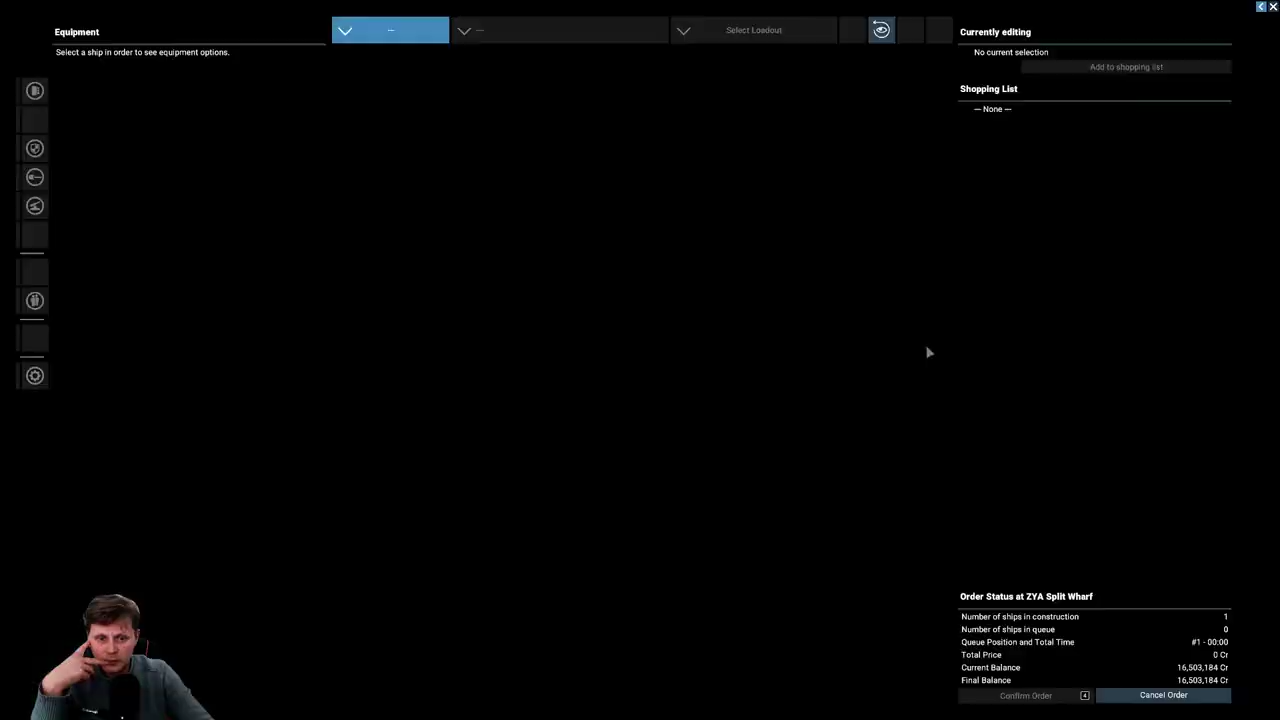 Equipment
Select a ship in order to see equipment options.
—
—
Select Loadout
Currently editing
No current selection
Add to shopping list
Shopping List
— None —
Order Status at ZYA Split Wharf
Number of ships in construction 1
Number of ships in queue 0
Queue Position and Total Time #1 - 00:00
Total Price 0 Cr
Current Balance 16,503,184 Cr
Final Balance 16,503,184 Cr
Confirm Order 4 Cancel Order